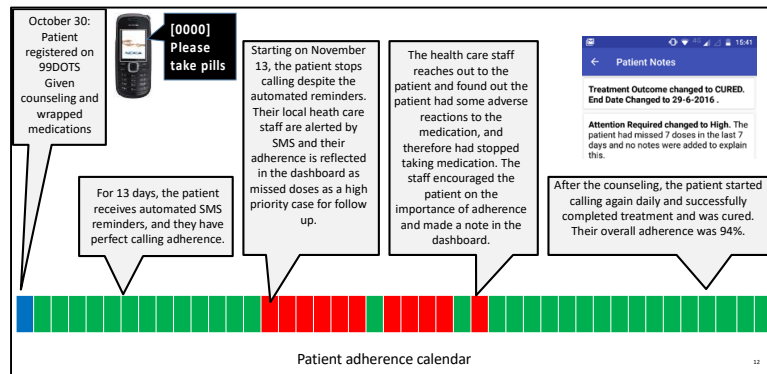 October 30:
Patient
registered on
99DOTS
Given
counseling and
wrapped
medications
[0000]
Please
take pills
For 13 days, the patient
receives automated SMS
reminders, and they have
perfect calling adherence.
Starting on November
13, the patient stops
calling despite the
automated reminders.
Their local heath care
staff are alerted by
SMS and their
adherence is reflected
in the dashboard as
missed doses as a high
priority case for follow
up.
The health care staff
reaches out to the
patient and found out the
patient had some adverse
reactions to the
medication, and
therefore had stopped
taking medication. The
staff encouraged the
patient on the
importance of adherence
and made a note in the
dashboard.
4G
15:41
Patient Notes
Treatment Outcome changed to CURED.
End Date Changed to 29-6-2016 .
Attention Required changed to High. The
patient had missed 7 doses in the last 7
days and no notes were added to explain
this.
After the counseling, the patient started
calling again daily and successfully
completed treatment and was cured.
Their overall adherence was 94%.
Patient adherence calendar
12